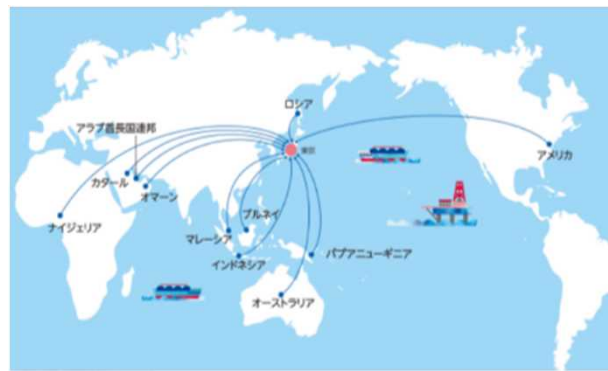 ロシア
アラブ首長国連邦
東京
アメリカ
カタール
オマーン
ナイジェリア
ブルネイ
マレーシア
インドネシア
パプアニューギニア
オーストラリア